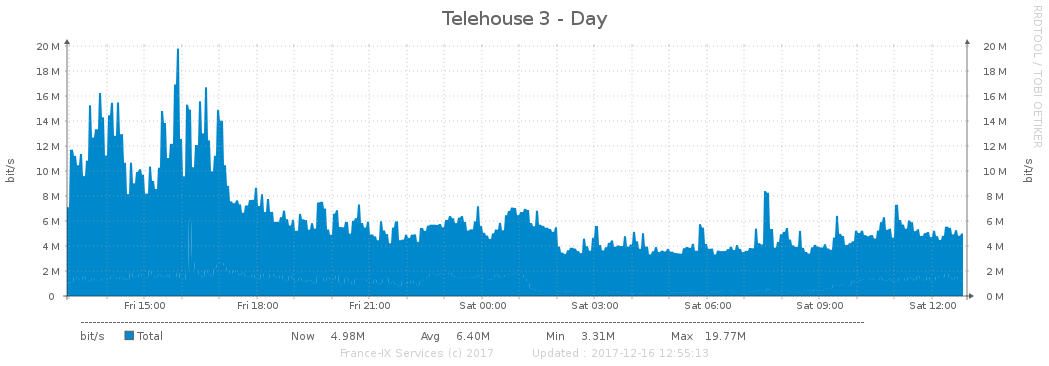 Telehouse 3 - Day
RRDTOOL / TOBI OETIKER
20 M 20 M
18 M 18 M
16 M 16 M
14 M 14 M
12 M 12 M
10 M 10 M
8 M 8 M
6 M 6 M
4 M 4 M
2 M 2 M
0 0 M
bit/s bit/s
Fri 15:00 Fri 18:00 Fri 21:00 Sat 00:00 Sat 03:00 Sat 06:00 Sat 09:00 Sat 12:00
bit/s Total Now 4.98M Avg 6.40M Min 3.31M Max 19.77M
France-IX Services (c) 2017 Updated : 2017-12-16 12:55:13